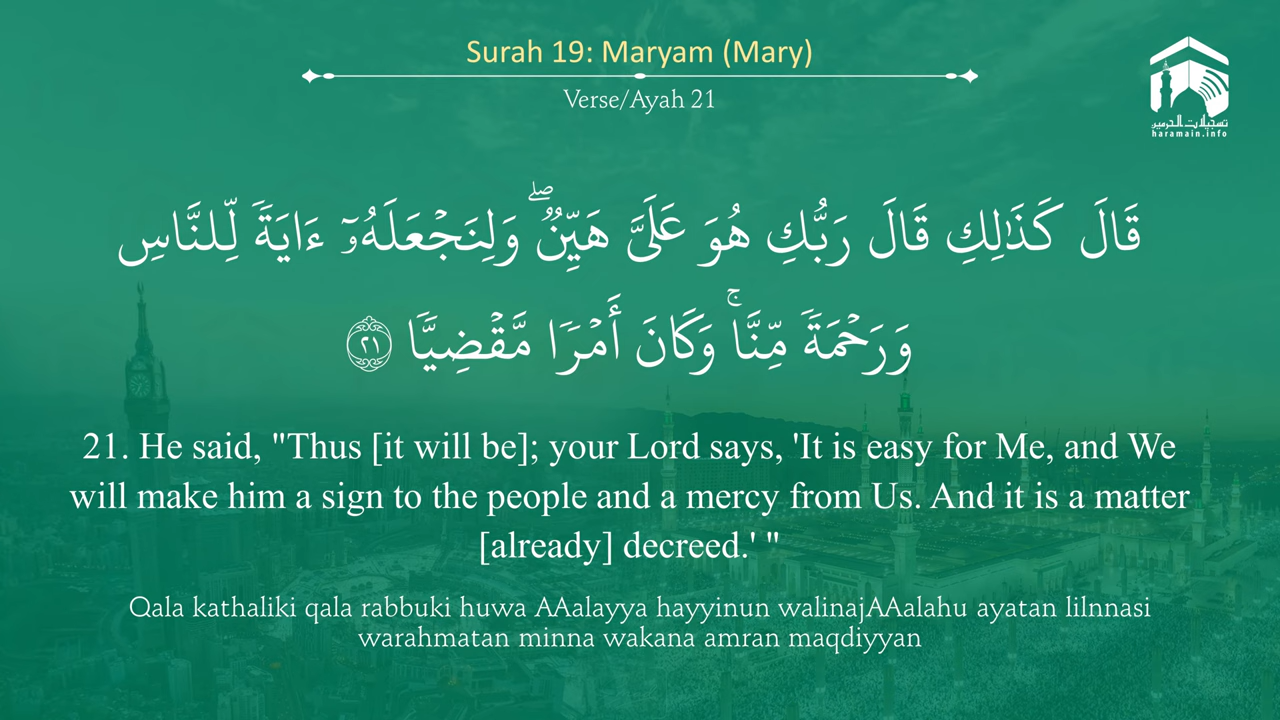 Surah 19: Maryam (Mary)
Verse/Ayah 21
تسجيلات الحرمين
haramain.info
قَالَ كَذَٰلِكِ قَالَ رَبُّكِ هُوَ عَلَيَّ هَيِّنٌۖ وَلِنَجْعَلَهُۥٓ ءَايَةً لِّلنَّاسِ
وَرَحْمَةً مِّنَّاۚ وَكَانَ أَمْرًا مَّقْضِيًّا ٢١
21. He said, "Thus [it will be]; your Lord says, 'It is easy for Me, and We
will make him a sign to the people and a mercy from Us. And it is a matter
[already] decreed.' "
Qala kathaliki qala rabbuki huwa AAalayya hayyinun walinajAAalahu ayatan lilnnasi
warahmatan minna wakana amran maqdiyyan